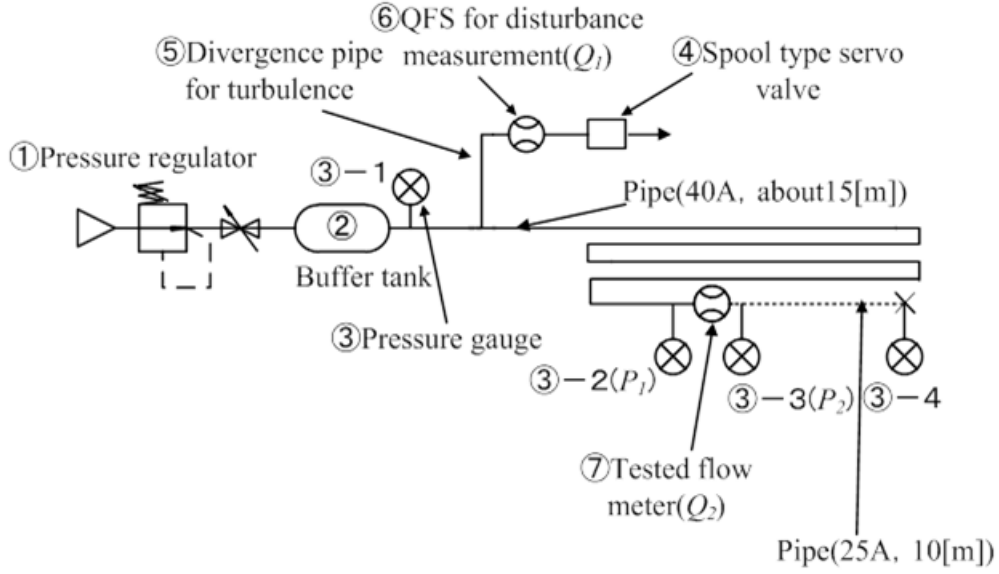 ⑥QFS for disturbance
measurement(Q₁)
⑤Divergence pipe
for turbulence
④Spool type servo
valve
①Pressure regulator
③－1
Pipe(40A, about15[m])
②
Buffer tank
③Pressure gauge
③－2(P₁)
③－3(P₂)
③－4
⑦Tested flow
meter(Q₂)
Pipe(25A, 10[m])